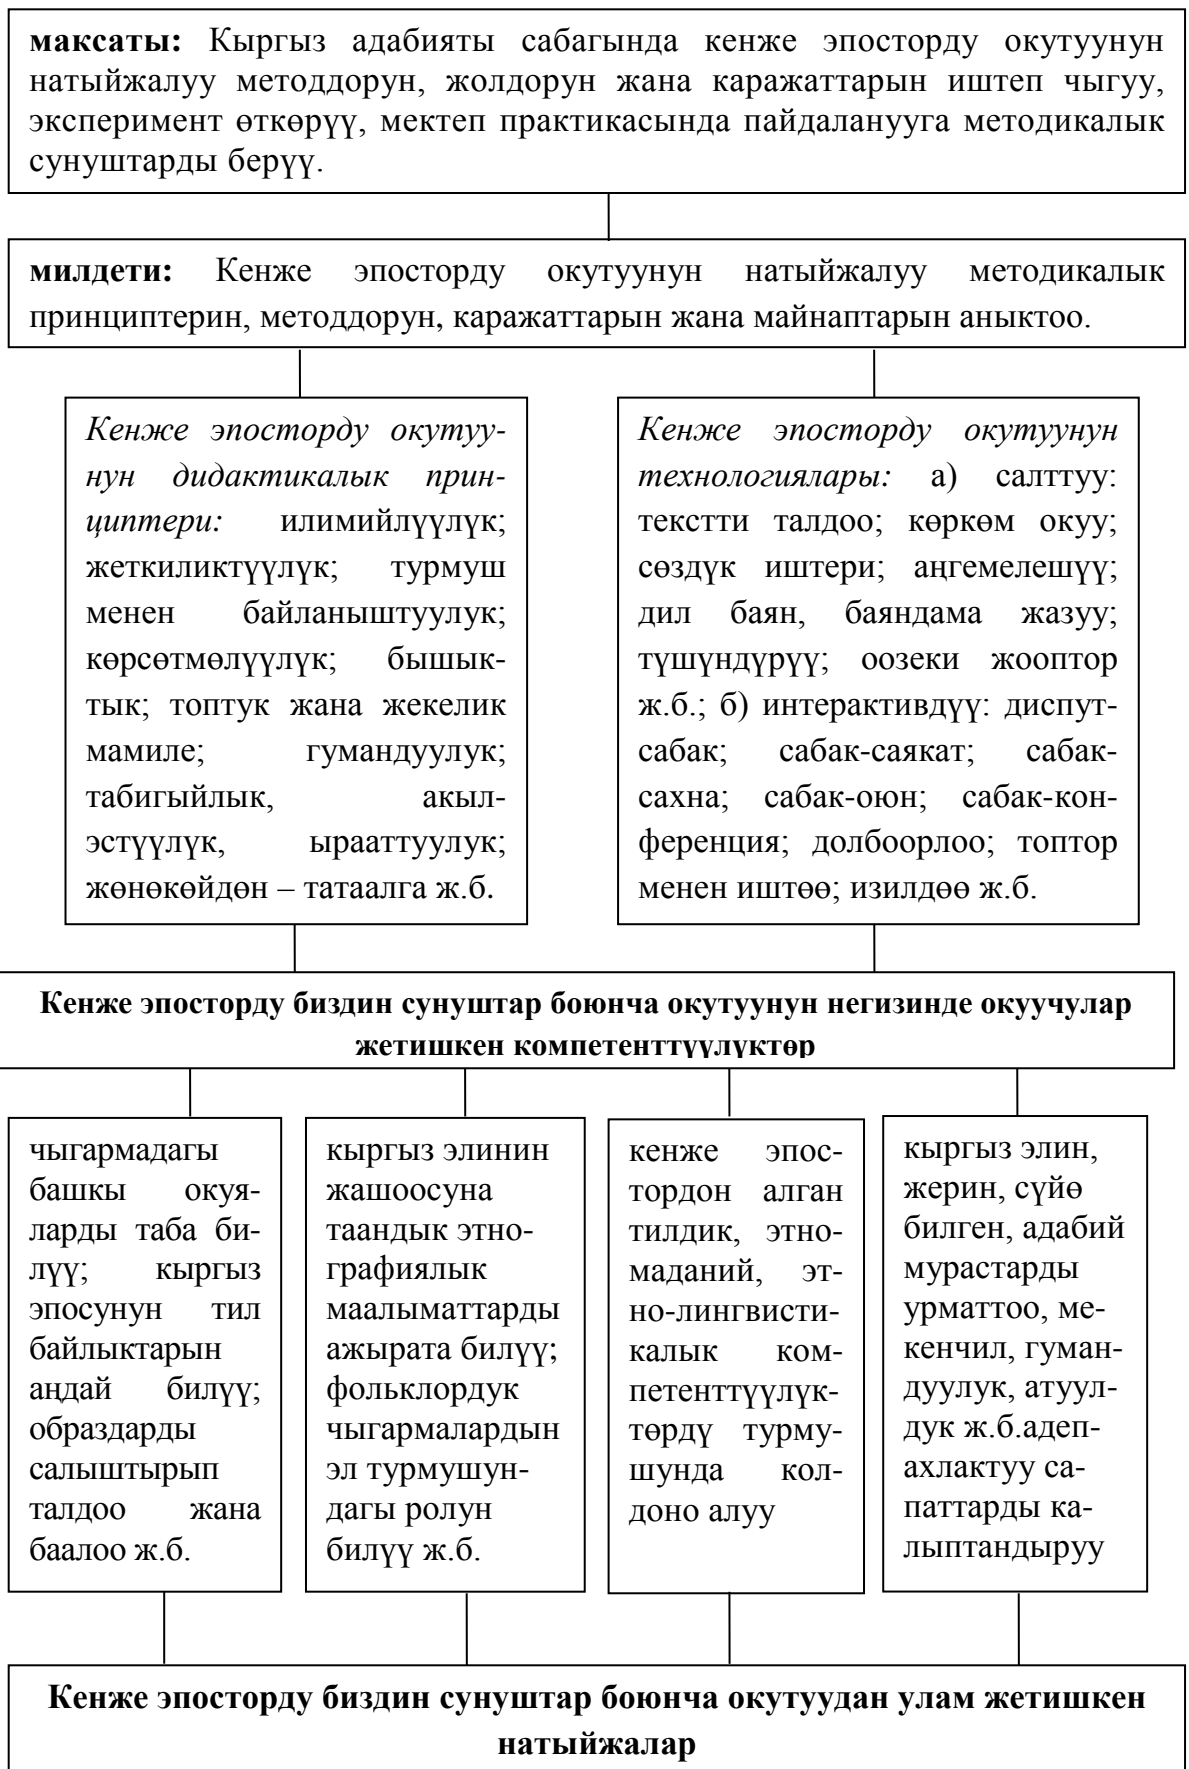 максаты: Кыргыз адабияты сабагында кенже эпосторду окутуунун
натыйжалуу методдорун, жолдорун жана каражаттарын иштеп чыгуу,
эксперимент өткөрүү, мектеп практикасында пайдаланууга методикалык
сунуштарды берүү.
милдети: Кенже эпосторду окутуунун натыйжалуу методикалык
принциптерин, методдорун, каражаттарын жана майнаптарын аныктоо.
Кенже эпосторду окутуу-
нун дидактикалык прин-
циптери: илимийлүүлүк;
жеткиликтүүлүк; турмуш
менен байланыштуулук;
көрсөтмөлүүлүк; бышык-
тык; топтук жана жекелик
мамиле; гумандуулук;
табигыйлык, акыл-
эстүүлүк, ырааттуулук;
жөнөкөйдөн – татаалга ж.б.
Кенже эпосторду окутуунун
технологиялары: а) салттуу:
текстти талдоо; көркөм окуу;
сөздүк иштери; аңгемелешүү;
дил баян, баяндама жазуу;
түшүндүрүү; оозеки жооптор
ж.б.; б) интерактивдүү: диспут-
сабак; сабак-саякат; сабак-
сахна; сабак-оюн; сабак-кон-
ференция; долбоорлоо; топтор
менен иштөө; изилдөө ж.б.
Кенже эпосторду биздин сунуштар боюнча окутуунун негизинде окуучулар
жетишкен компетенттүүлүктөр
чыгармадагы
башкы окуя-
ларды таба би-
лүү; кыргыз
эпосунун тил
байлыктарын
аңдай билүү;
образдарды
салыштырып
талдоо жана
баалоо ж.б.
кыргыз элинин
жашоосуна
таандык этно-
графиялык
маалыматтарды
ажырата билүү;
фольклордук
чыгармалардын
эл турмушун-
дагы ролун
билүү ж.б.
кенже эпос-
тордон алган
тилдик, этно-
маданий, эт-
но-лингвисти-
калык ком-
петенттүүлүк-
төрдү турму-
шунда кол-
доно алуу
кыргыз элин,
жерин, сүйө
билген, адабий
мурастарды
урматтоо, ме-
кенчил, гуман-
дуулук, атуул-
дук ж.б.адеп-
ахлактуу са-
паттарды ка-
лыптандыруу
Кенже эпосторду биздин сунуштар боюнча окутуудан улам жетишкен
натыйжалар